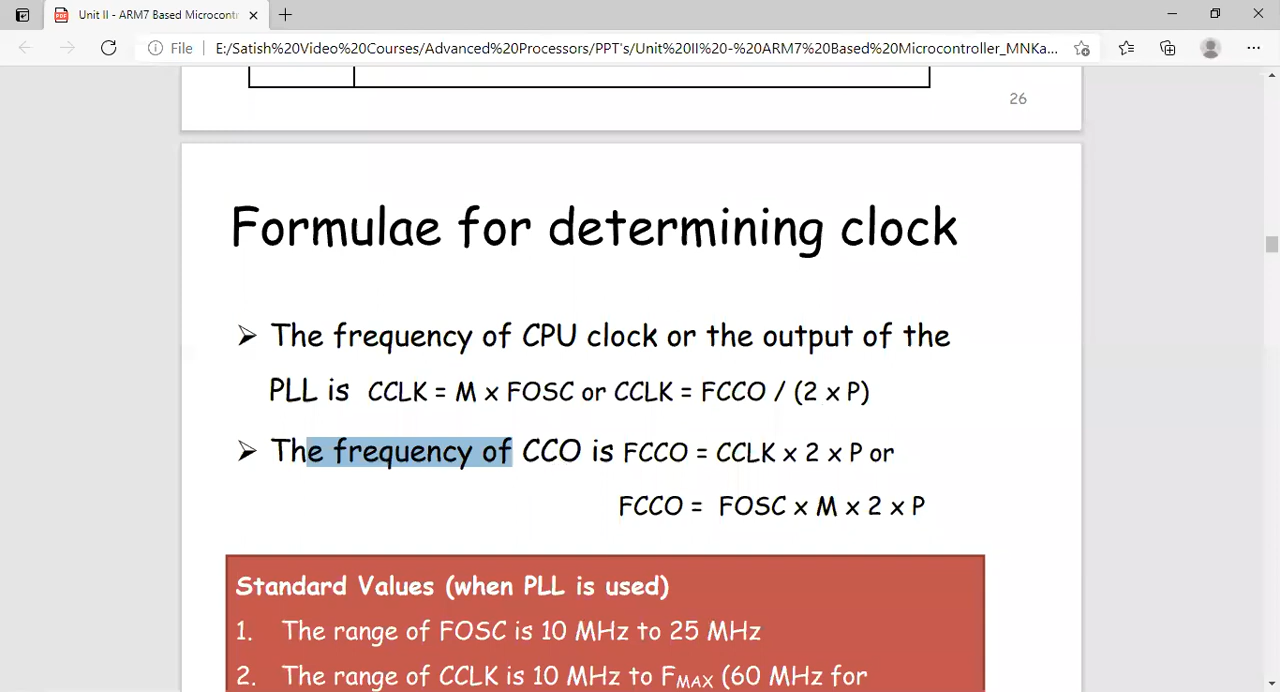 Unit II - ARM7 Based Microcontr
File
E:/Satish%20Video%20Courses/Advanced%20Processors/PPT's/Unit%20II%20-%20ARM7%20Based%20Microcontroller_MNKa...
26
Formulae for determining clock
➢ The frequency of CPU clock or the output of the
PLL is CCLK = M x FOSC or CCLK = FCCO / (2 x P)
➢ The frequency of CCO is FCCO = CCLK x 2 x P or
FCCO = FOSC x M x 2 x P
Standard Values (when PLL is used)
1. The range of FOSC is 10 MHz to 25 MHz
2. The range of CCLK is 10 MHz to FMAX (60 MHz for